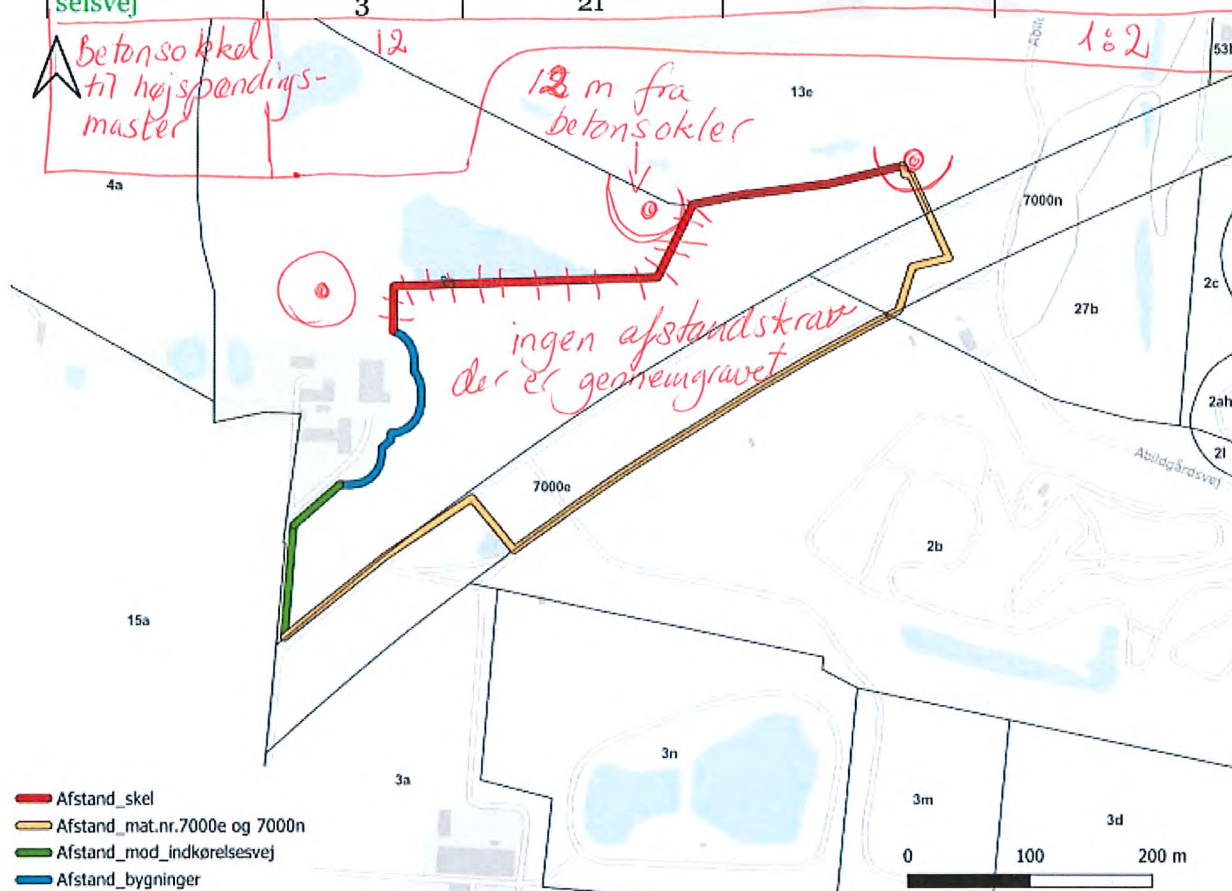 selsvej 3 21
Betonsokkel
til højspændings-
master
12
1:2
12 m fra
betonsokler
53
13e
4a
7000n
2c
27b
ingen afstandskrav
der er gennemgravet
2ah
2l
Abildgårdsvej
7000e
2b
15a
3n
3a
3m
3d
Afstand_skel
Afstand_mat.nr.7000e og 7000n
Afstand_mod_indkørselsvej
Afstand_bygninger
0 100 200 m